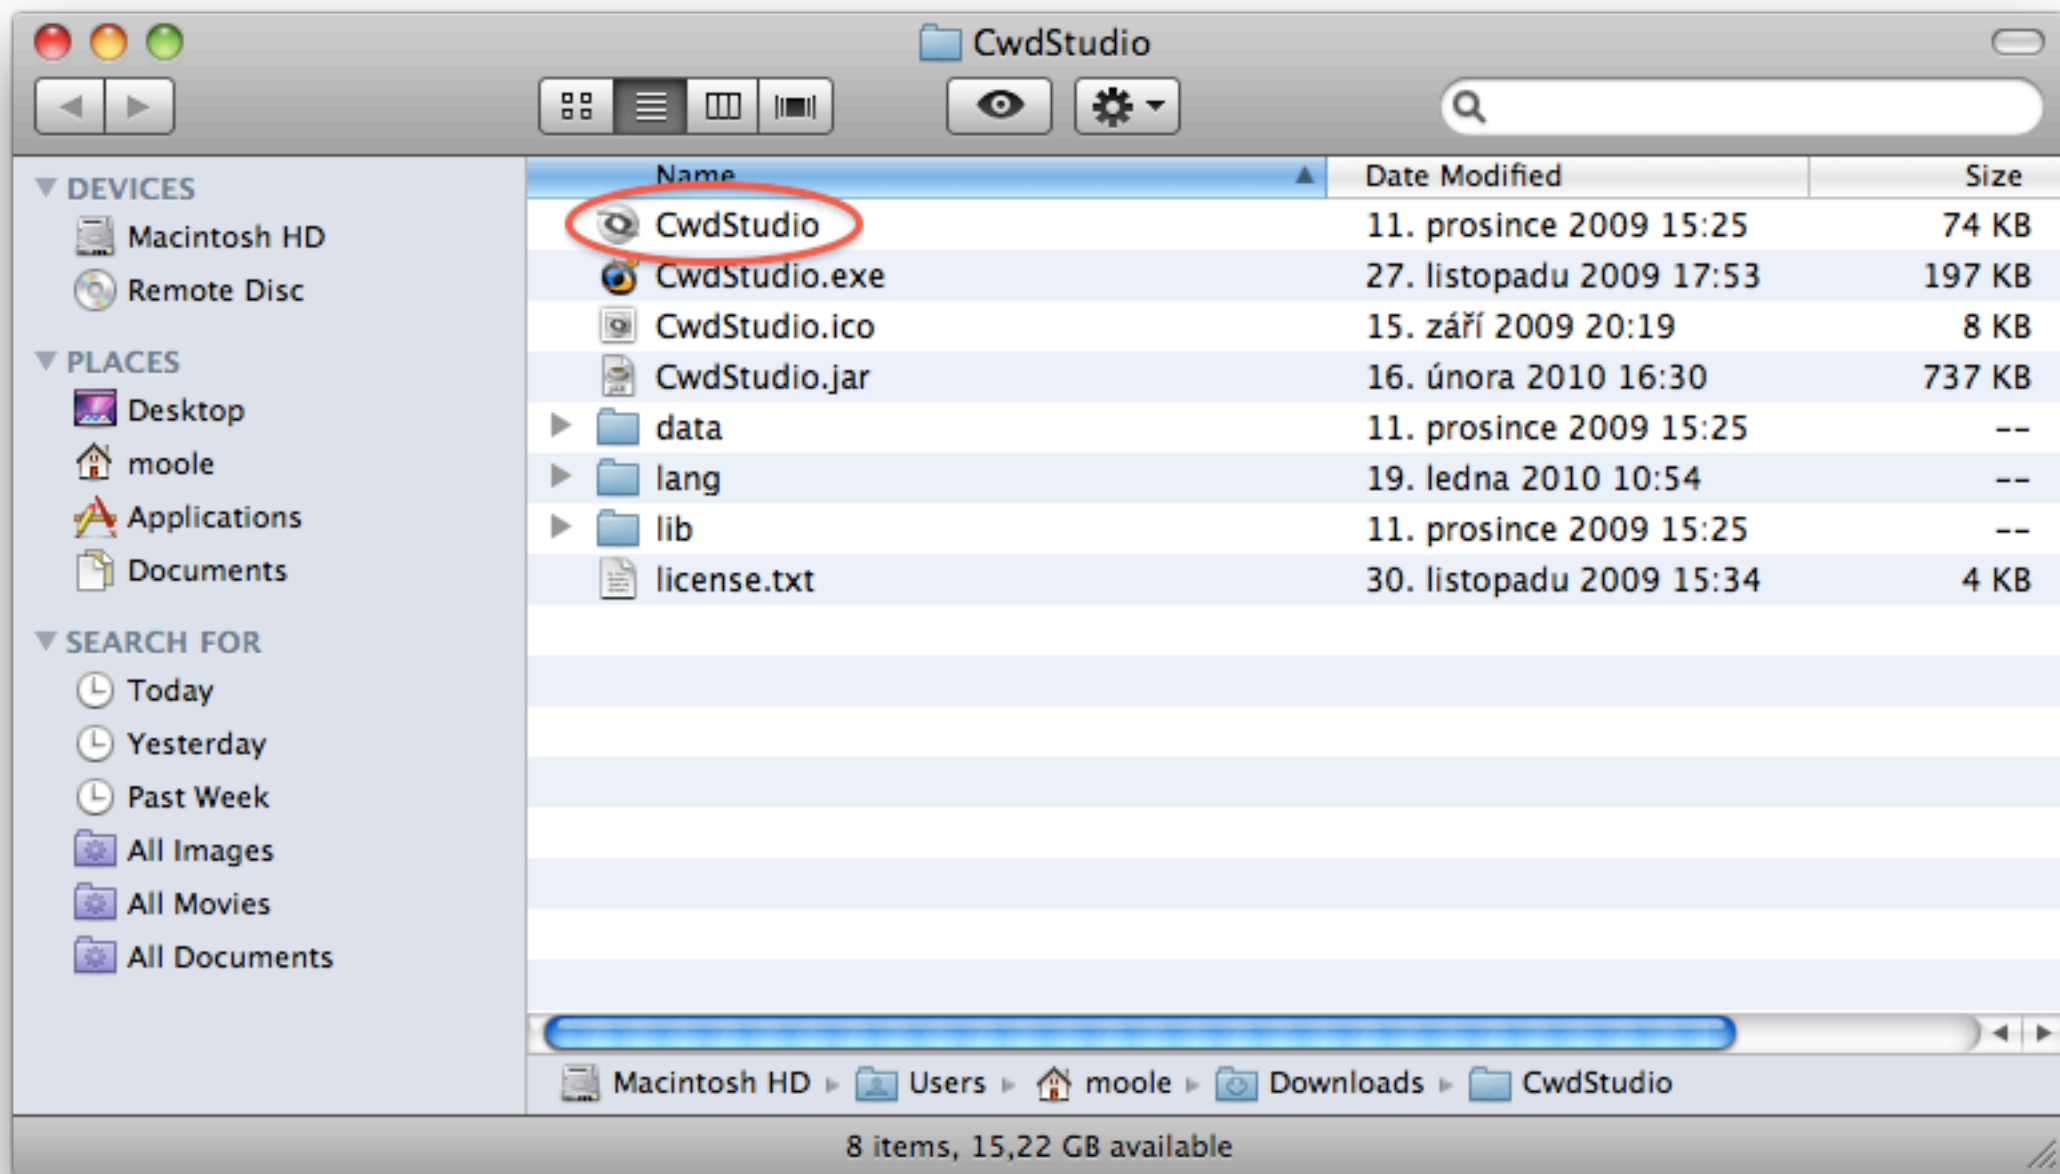 CwdStudio
DEVICES
Macintosh HD
Remote Disc
PLACES
Desktop
moole
Applications
Documents
SEARCH FOR
Today
Yesterday
Past Week
All Images
All Movies
All Documents
Name Date Modified Size
CwdStudio 11. prosince 2009 15:25 74 KB
CwdStudio.exe 27. listopadu 2009 17:53 197 KB
CwdStudio.ico 15. září 2009 20:19 8 KB
CwdStudio.jar 16. února 2010 16:30 737 KB
data 11. prosince 2009 15:25 --
lang 19. ledna 2010 10:54 --
lib 11. prosince 2009 15:25 --
license.txt 30. listopadu 2009 15:34 4 KB
Macintosh HD Users moole Downloads CwdStudio
8 items, 15,22 GB available